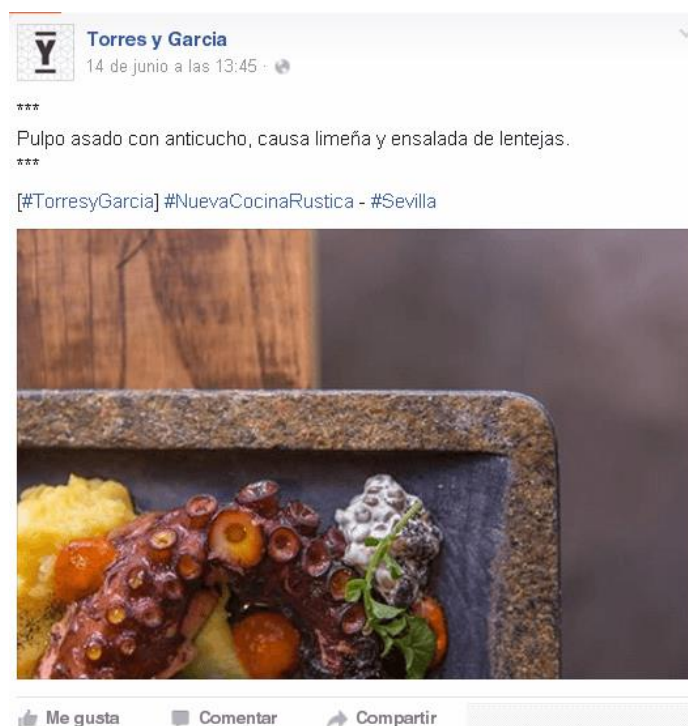 Y
Torres y Garcia
14 de junio a las 13:45 ·
***
Pulpo asado con anticucho, causa limeña y ensalada de lentejas.
***
[#TorresyGarcia] #NuevaCocinaRustica - #Sevilla
Me gusta Comentar Compartir